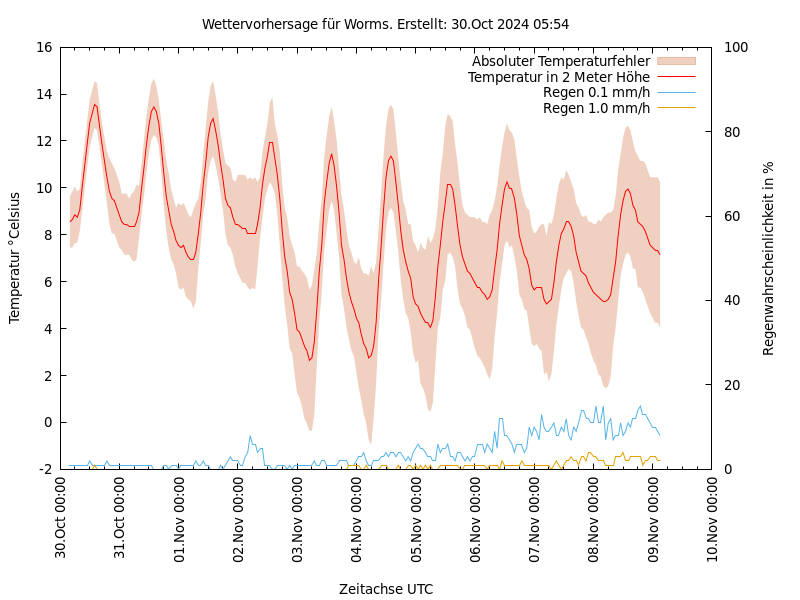 Wettervorhersage für Worms. Erstellt: 30.Oct 2024 05:54
Absoluter Temperaturfehler
Temperatur in 2 Meter Höhe
Regen 0.1 mm/h
Regen 1.0 mm/h
Temperatur °Celsius
16
14
12
10
8
6
4
2
0
-2
100
80
60
40
20
0
Regenwahrscheinlichkeit in %
30.Oct 00:00
31.Oct 00:00
01.Nov 00:00
02.Nov 00:00
03.Nov 00:00
04.Nov 00:00
05.Nov 00:00
06.Nov 00:00
07.Nov 00:00
08.Nov 00:00
09.Nov 00:00
10.Nov 00:00
Zeitachse UTC